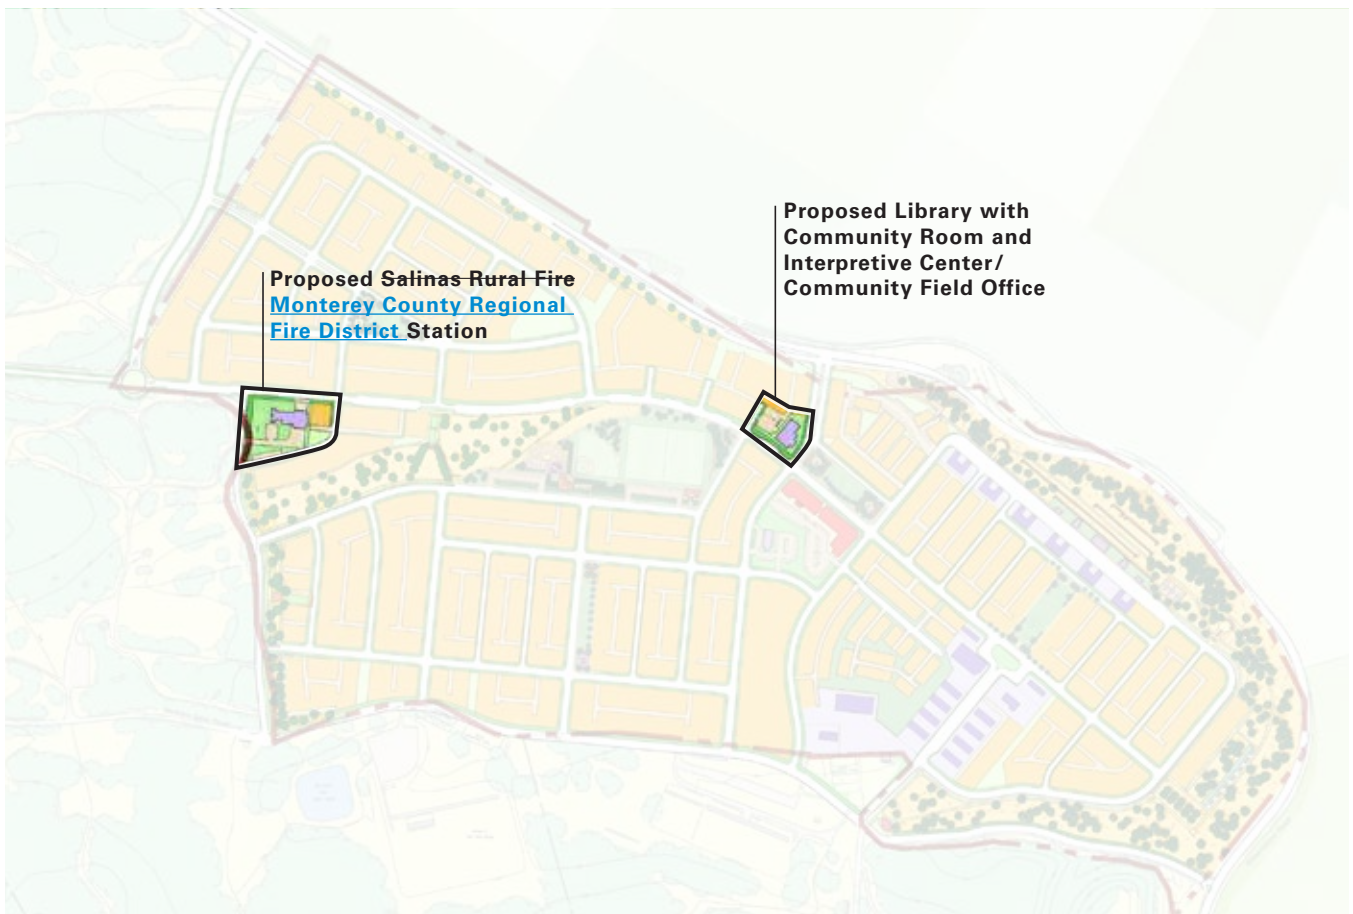 Proposed Library with
Community Room and
Interpretive Center/
Community Field Office
Proposed Salinas Rural Fire
Monterey County Regional
Fire District Station